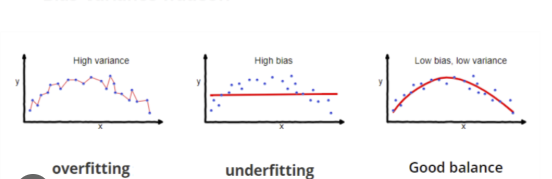 High variance
y
x
overfitting
High bias
y
x
underfitting
Low bias, low variance
y
x
Good balance